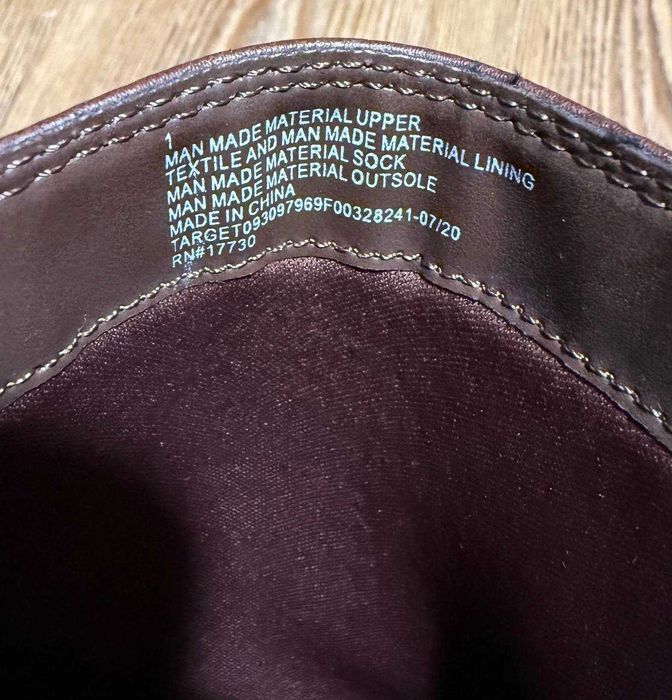 1
MAN MADE MATERIAL UPPER
TEXTILE AND MAN MADE MATERIAL LINING
MAN MADE MATERIAL SOCK
MAN MADE MATERIAL OUTSOLE
MADE IN CHINA
TARGET093097969F00328241-07/20
RN#17730